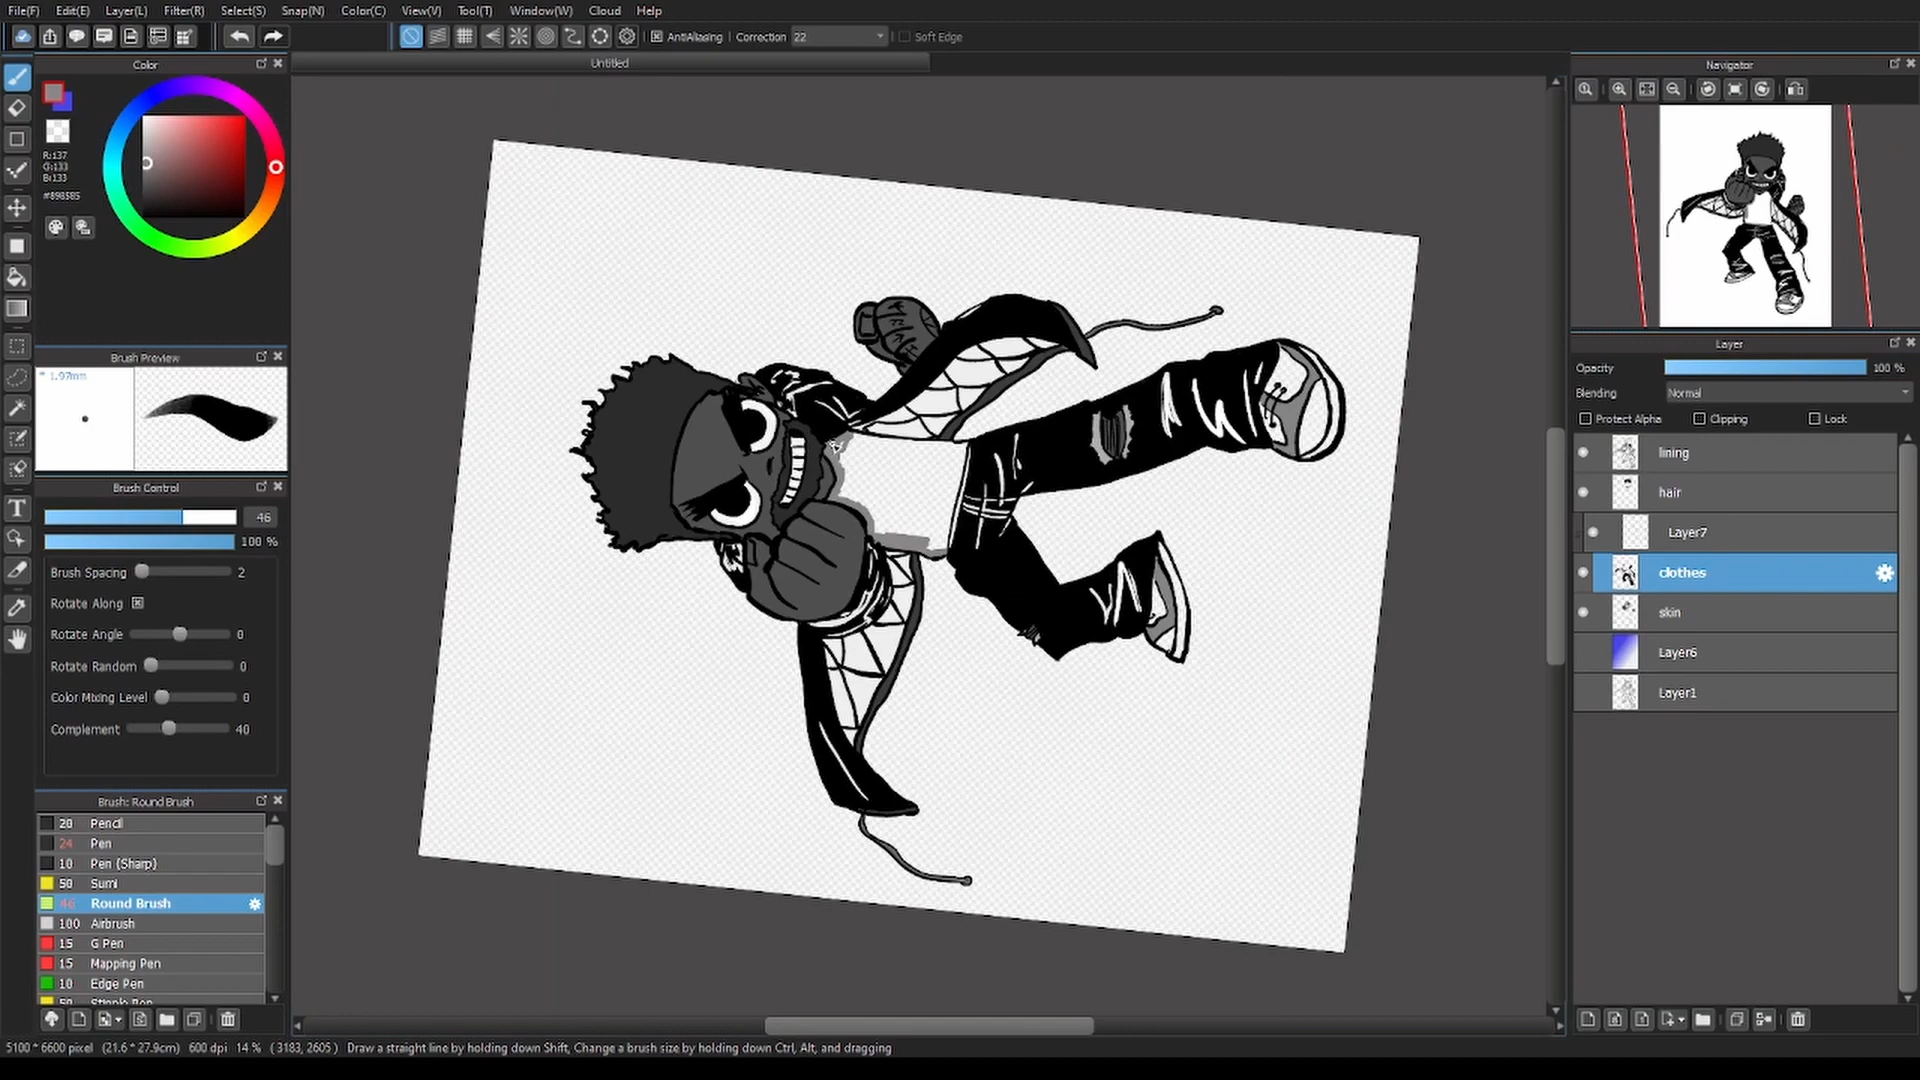 File(F) Edit(E) Layer(L) Filter(R) Select(S) Snap(N) Color(C) View(V) Tool(T) Window(W) Cloud Help
AntiAliasing Correction 22 Soft Edge
Color
Untitled
Navigator
R:137
G:133
B:133
#898585
Brush Preview
1.97mm
Layer
Opacity 100 %
Blending Normal
Protect Alpha Clipping Lock
lining
hair
Layer7
clothes
skin
Layer6
Layer1
Brush Control
46
100 %
Brush Spacing 2
Rotate Along
Rotate Angle 0
Rotate Random 0
Color Mixing Level 0
Complement 40
Brush: Round Brush
20 Pencil
24 Pen
10 Pen (Sharp)
50 Sumi
46 Round Brush
100 Airbrush
15 G Pen
15 Mapping Pen
10 Edge Pen
50 Stipple Pen
5100 * 6600 pixel (21.6 * 27.9cm) 600 dpi 14 % ( 3183, 2605 ) Draw a straight line by holding down Shift, Change a brush size by holding down Ctrl, Alt, and dragging